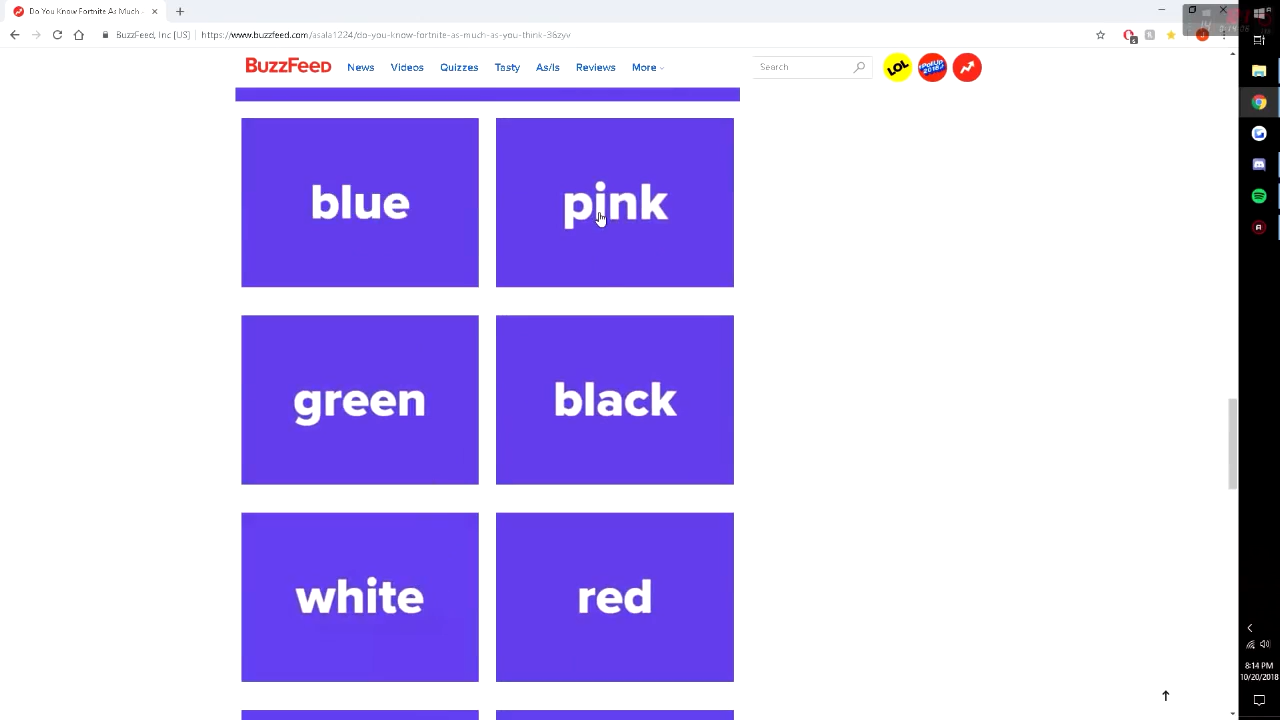 Do You Know Fortnite As Much
BuzzFeed, Inc [US]
https://www.buzzfeed.com/asala1224/do-you-know-fortnite-as-much-as-you-think-36zyv
BuzzFeed
News
Videos
Quizzes
Tasty
As/Is
Reviews
More
Search
LOL
blue
pink
green
black
white
red
8:14 PM
10/20/2018